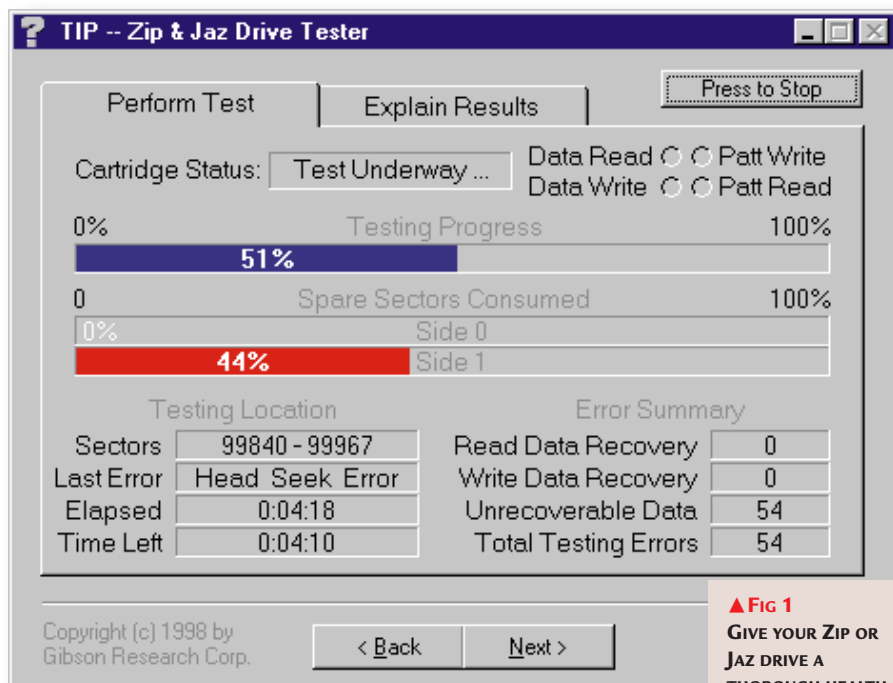 TIP -- Zip & Jaz Drive Tester
Press to Stop
Perform Test
Explain Results
Cartridge Status: Test Underway ...
Data Read Patt Write
Data Write Patt Read
0% Testing Progress 100%
51%
0 Spare Sectors Consumed 100%
0% Side 0
44% Side 1
Testing Location
Error Summary
Sectors 99840 - 99967
Read Data Recovery 0
Last Error Head Seek Error
Write Data Recovery 0
Elapsed 0:04:18
Unrecoverable Data 54
Time Left 0:04:10
Total Testing Errors 54
Copyright (c) 1998 by
Gibson Research Corp.
< Back
Next >
▲FIG 1
GIVE YOUR ZIP OR
JAZ DRIVE A
THOROUGH HEALTH